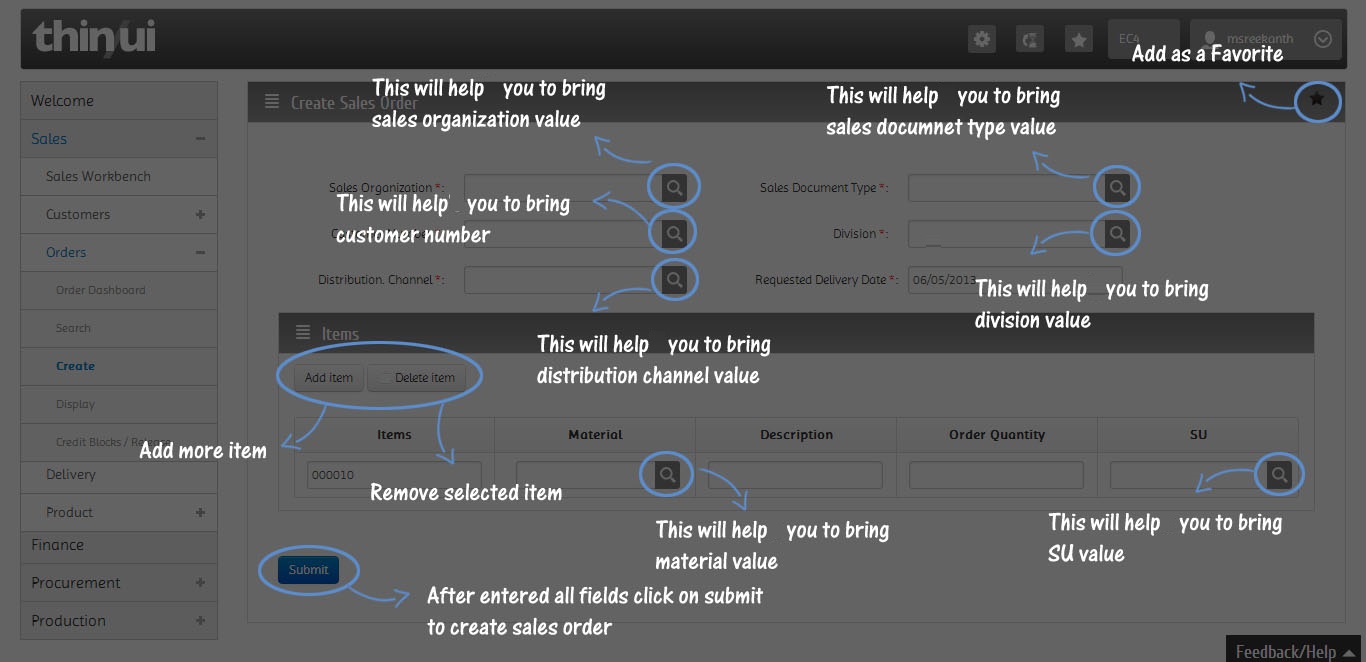 thin/ui
EC4
msreekanth
Add as a Favorite
Welcome
Sales
Sales Workbench
Customers
Orders
Order Dashboard
Search
Create
Display
Credit Blocks / Release
Delivery
Product
Finance
Procurement
Production
Create Sales Order
This will help you to bring
sales organization value
This will help you to bring
sales documnet type value
Sales Organization *:
Sales Document Type *:
This will help you to bring
customer number
Division *:
Distribution. Channel *:
Requested Delivery Date *:
06/05/2013
This will help you to bring
division value
Items
This will help you to bring
distribution channel value
Add item
Delete item
Add more item
Items
Material
Description
Order Quantity
SU
000010
Remove selected item
This will help you to bring
material value
This will help you to bring
SU value
Submit
After entered all fields click on submit
to create sales order
Feedback/Help